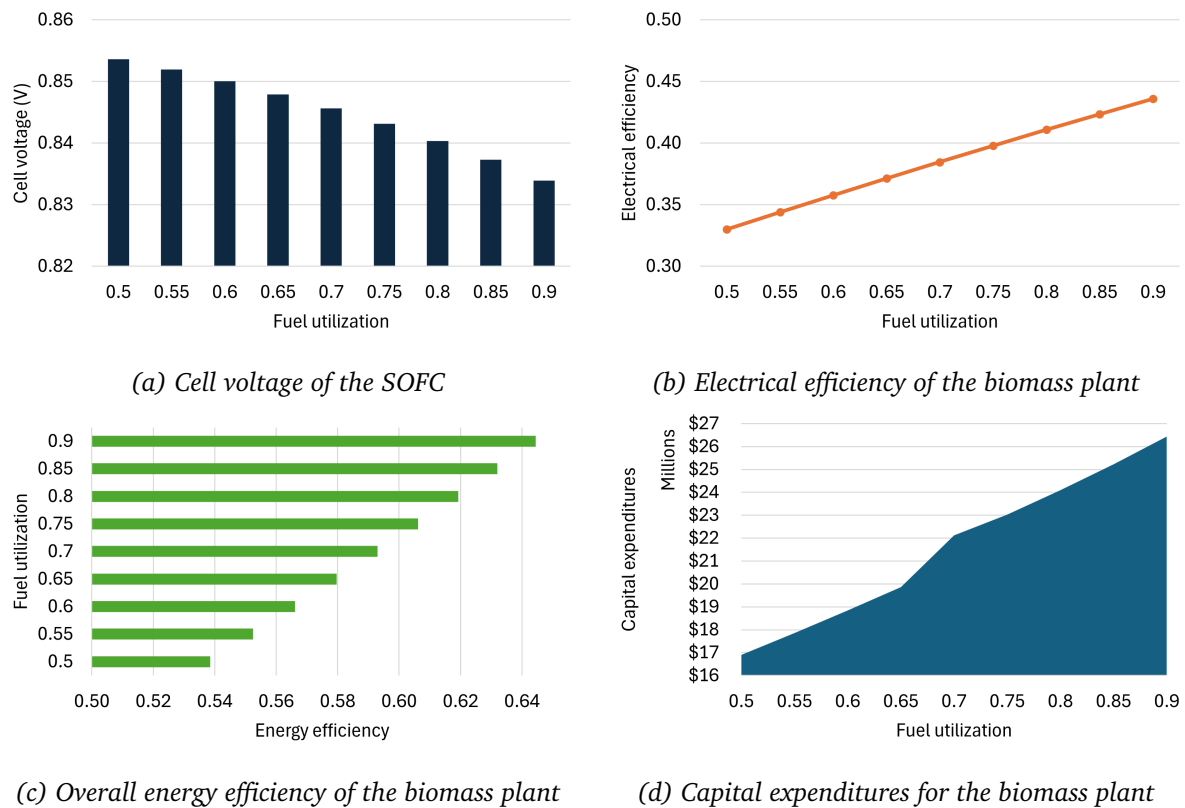 0.86
0.85
0.84
0.83
0.82
Cell voltage (V)
0.5 0.55 0.6 0.65 0.7 0.75 0.8 0.85 0.9
Fuel utilization
(a) Cell voltage of the SOFC
0.50
0.45
0.40
0.35
0.30
Electrical efficiency
0.5 0.55 0.6 0.65 0.7 0.75 0.8 0.85 0.9
Fuel utilization
(b) Electrical efficiency of the biomass plant
Fuel utilization
0.9
0.85
0.8
0.75
0.7
0.65
0.6
0.55
0.5
0.50 0.52 0.54 0.56 0.58 0.60 0.62 0.64
Energy efficiency
(c) Overall energy efficiency of the biomass plant
Capital expenditures
Millions
$27
$26
$25
$24
$23
$22
$21
$20
$19
$18
$17
$16
0.5 0.55 0.6 0.65 0.7 0.75 0.8 0.85 0.9
Fuel utilization
(d) Capital expenditures for the biomass plant